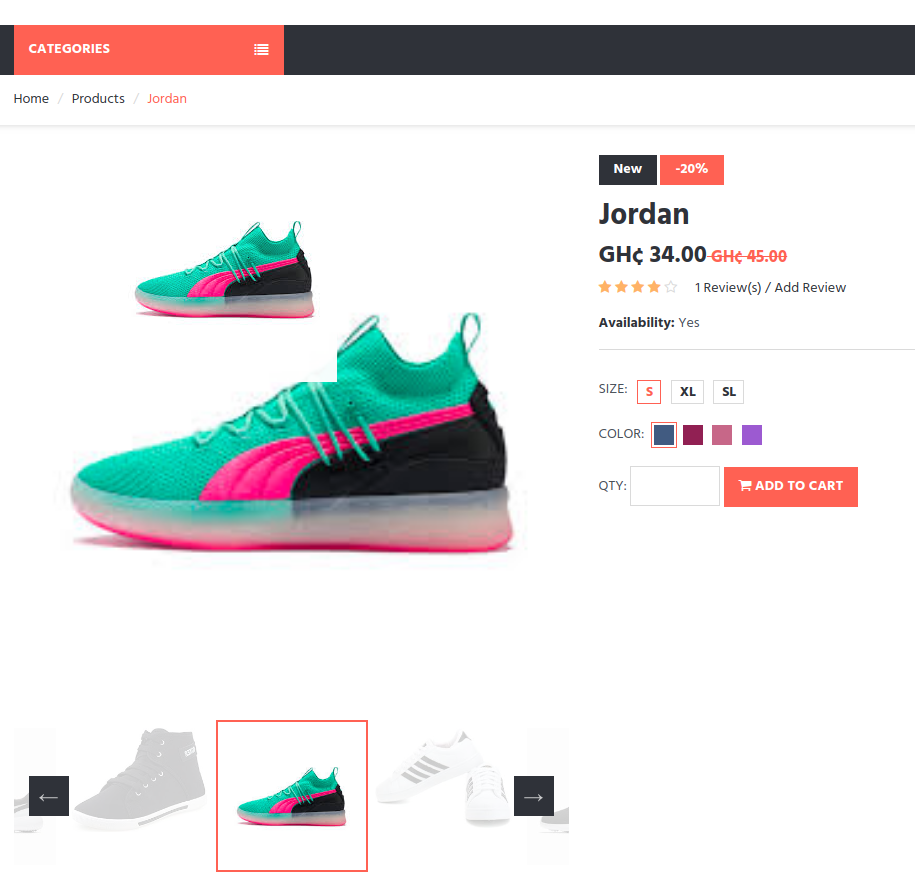 CATEGORIES
Home / Products / Jordan
New -20%
Jordan
GH¢ 34.00 GH¢ 45.00
1 Review(s) / Add Review
Availability: Yes
SIZE: S XL SL
COLOR:
QTY: ADD TO CART